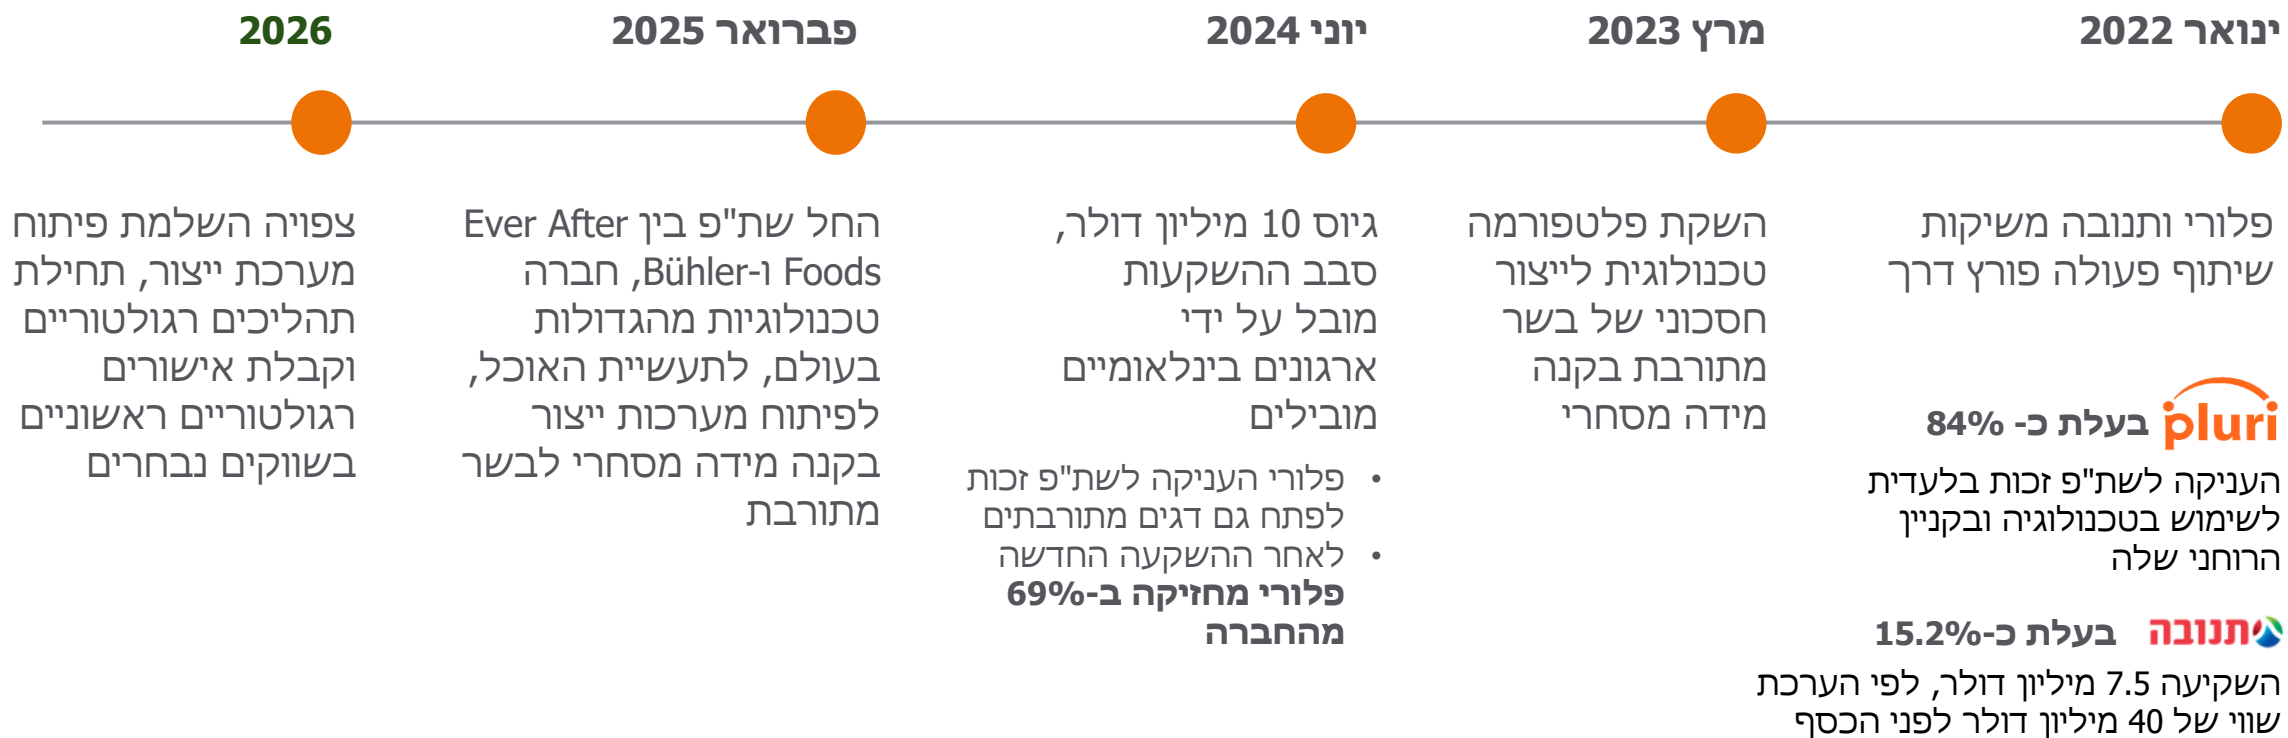 ינואר 2022
פלורי ותנובה משיקות
שיתוף פעולה פורץ דרך
pluri בעלת כ- 84%
העניקה לשת"פ זכות בלעדית
לשימוש בטכנולוגיה ובקניין
הרוחני שלה
תנובה בעלת כ-15.2%
השקיעה 7.5 מיליון דולר, לפי הערכת
שווי של 40 מיליון דולר לפני הכסף
מרץ 2023
השקת פלטפורמה
טכנולוגית לייצור
חסכוני של בשר
מתורבת בקנה
מידה מסחרי
יוני 2024
גיוס 10 מיליון דולר,
סבב ההשקעות
מובל על ידי
ארגונים בינלאומיים
מובילים
• פלורי העניקה לשת"פ זכות
לפתח גם דגים מתורבתים
• לאחר ההשקעה החדשה
פלורי מחזיקה ב-69%
מהחברה
פברואר 2025
החל שת"פ בין Ever After
Foods ו-Bühler, חברה
טכנולוגיות מהגדולות
בעולם, לתעשיית האוכל,
לפיתוח מערכות ייצור
בקנה מידה מסחרי לבשר
מתורבת
2026
צפויה השלמת פיתוח
מערכת ייצור, תחילת
תהליכים רגולטוריים
וקבלת אישורים
רגולטוריים ראשוניים
בשווקים נבחרים